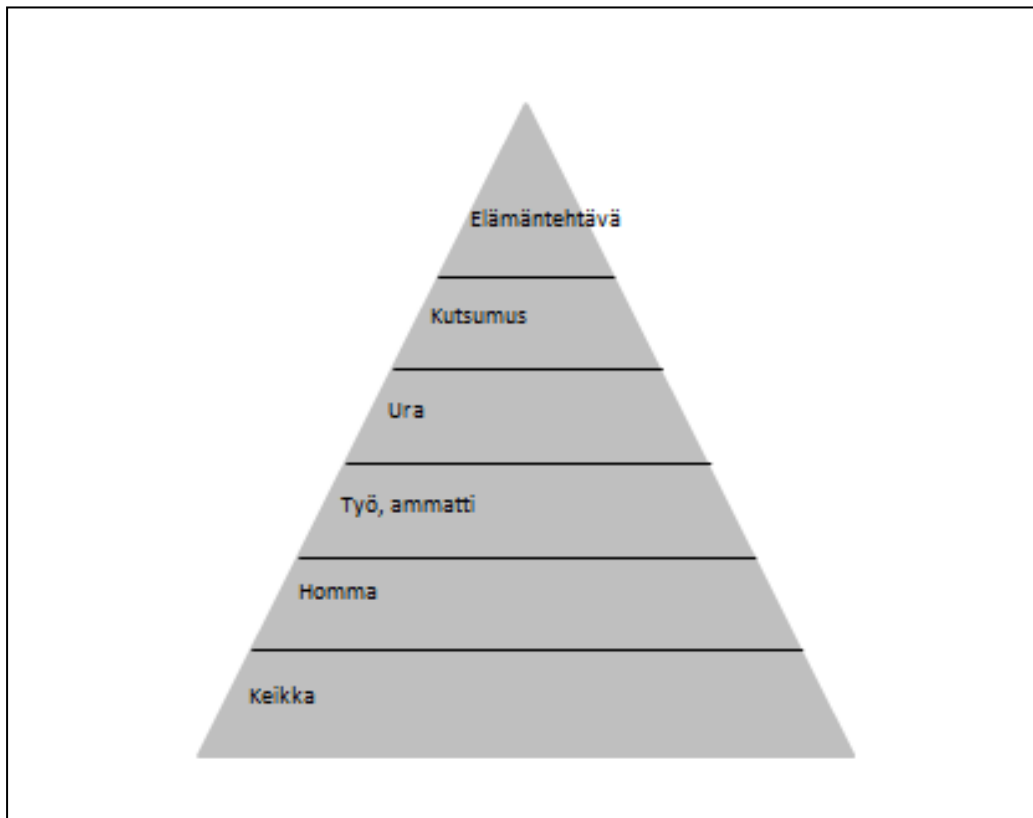 Elämäntehtävä
Kutsumus
Ura
Työ, ammatti
Homma
Keikka